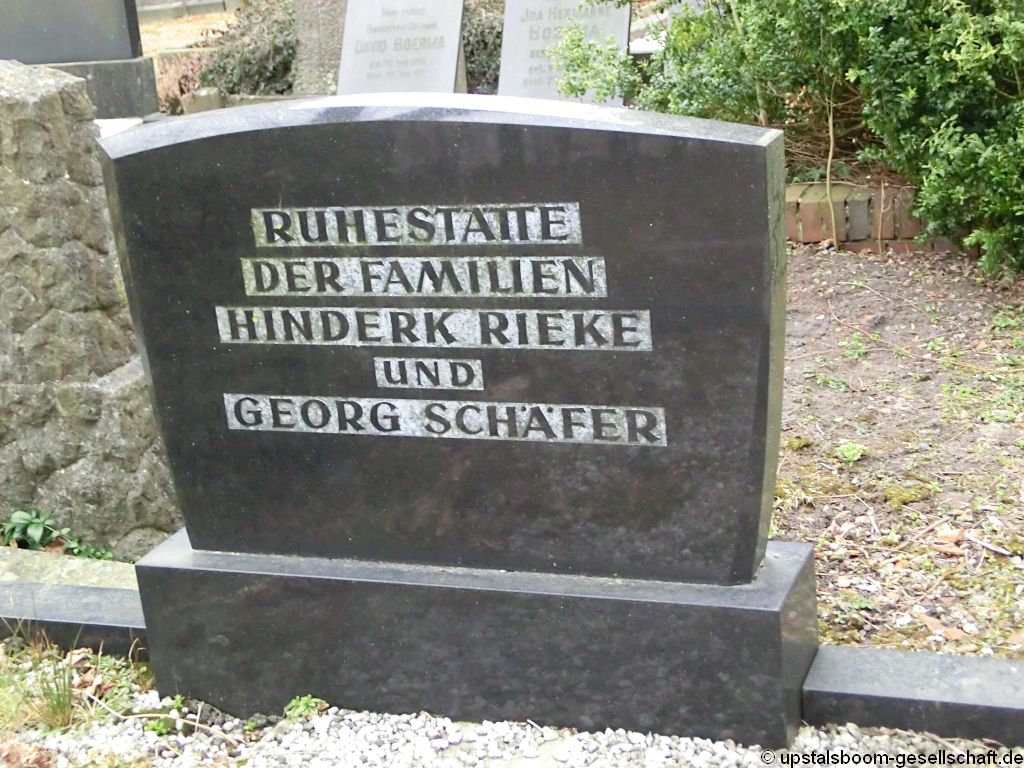 DAVID BOERMA
RUHESTÄTTE
DER FAMILIEN
HINDERK RIEKE
UND
GEORG SCHÄFER
© upstalsboom-gesellschaft.de